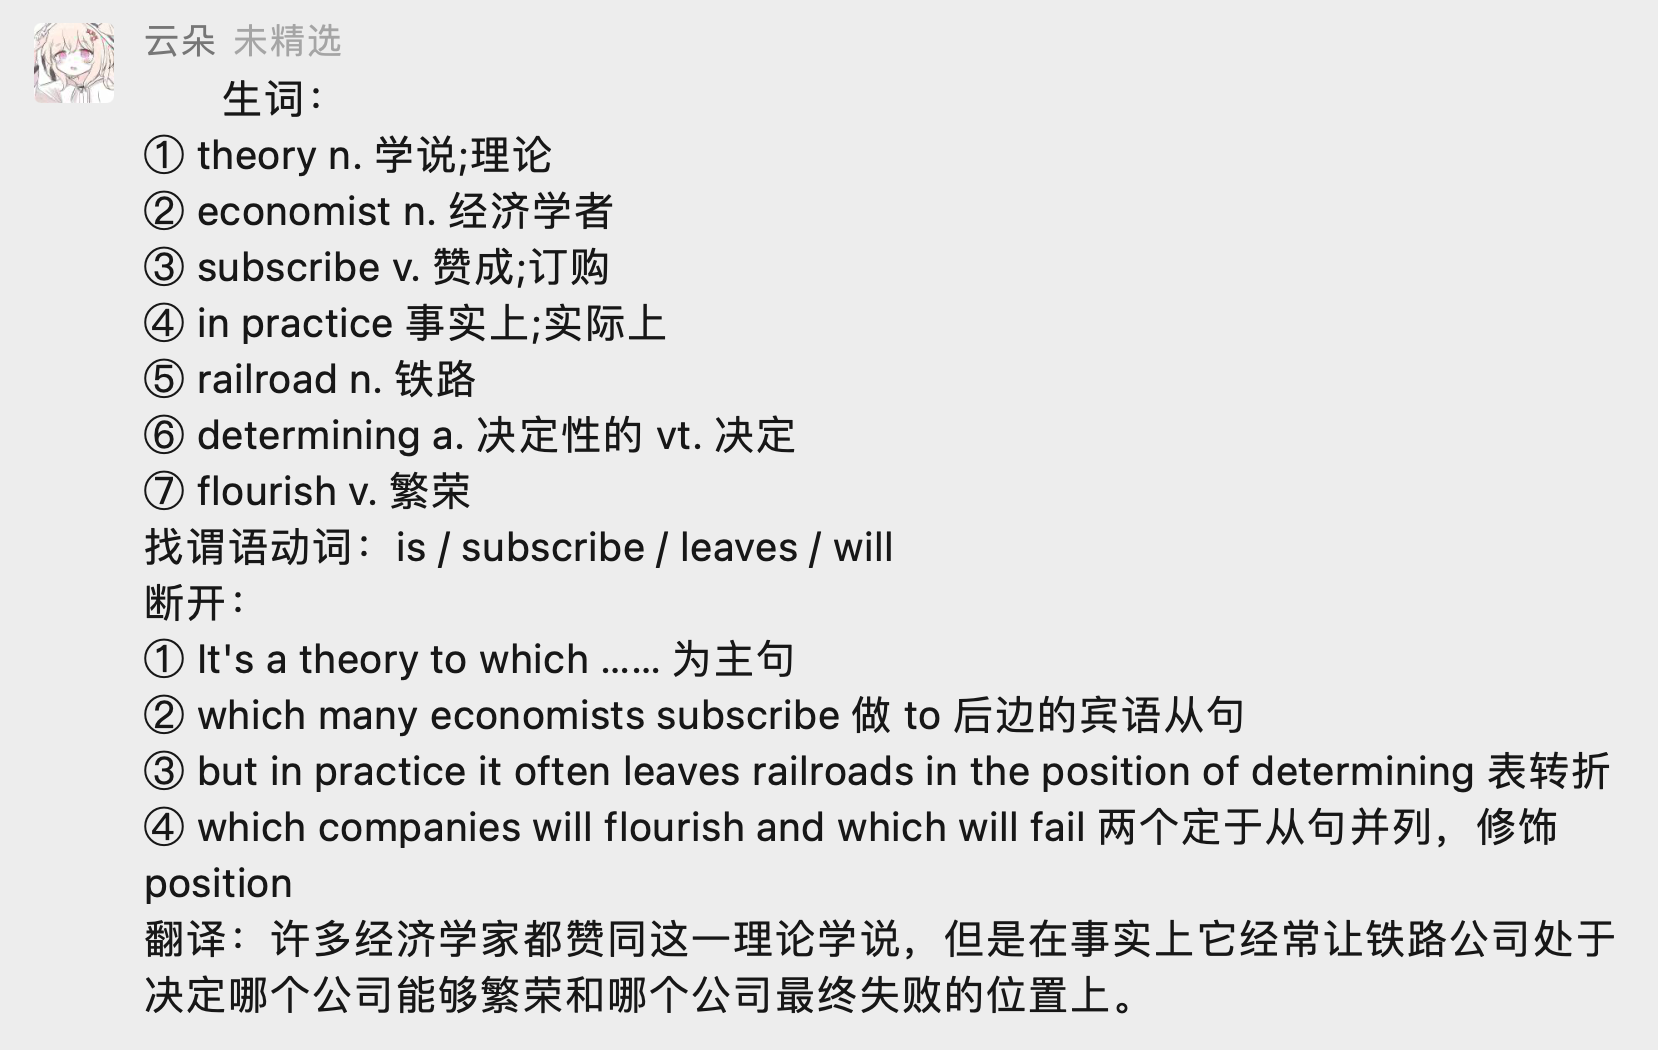 云朵 未精选
生词：
① theory n. 学说;理论
② economist n. 经济学者
③ subscribe v. 赞成;订购
④ in practice 事实上;实际上
⑤ railroad n. 铁路
⑥ determining a. 决定性的 vt. 决定
⑦ flourish v. 繁荣
找谓语动词：is / subscribe / leaves / will
断开：
① It's a theory to which …… 为主句
② which many economists subscribe 做 to 后边的宾语从句
③ but in practice it often leaves railroads in the position of determining 表转折
④ which companies will flourish and which will fail 两个定于从句并列，修饰
position
翻译：许多经济学家都赞同这一理论学说，但是在事实上它经常让铁路公司处于
决定哪个公司能够繁荣和哪个公司最终失败的位置上。